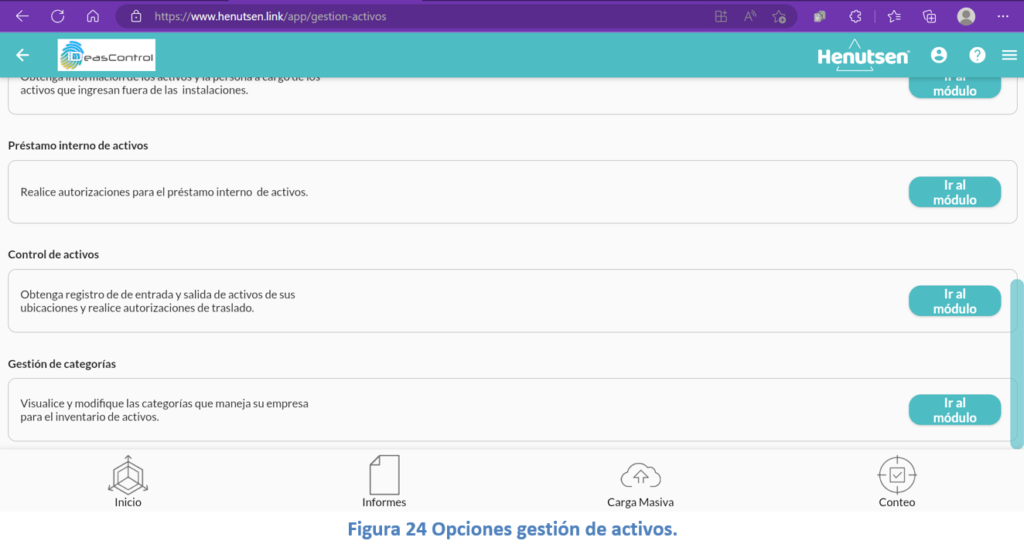 https://www.henutsen.link/app/gestion-activos
easControl
Henutsen
Obtenga información de los activos y la persona a cargo de los
activos que ingresan fuera de las instalaciones.
Ir al
módulo
Préstamo interno de activos
Realice autorizaciones para el préstamo interno de activos.
Ir al
módulo
Control de activos
Obtenga registro de de entrada y salida de activos de sus
ubicaciones y realice autorizaciones de traslado.
Ir al
módulo
Gestión de categorías
Visualice y modifique las categorías que maneja su empresa
para el inventario de activos.
Ir al
módulo
Inicio
Informes
Carga Masiva
Conteo
Figura 24 Opciones gestión de activos.